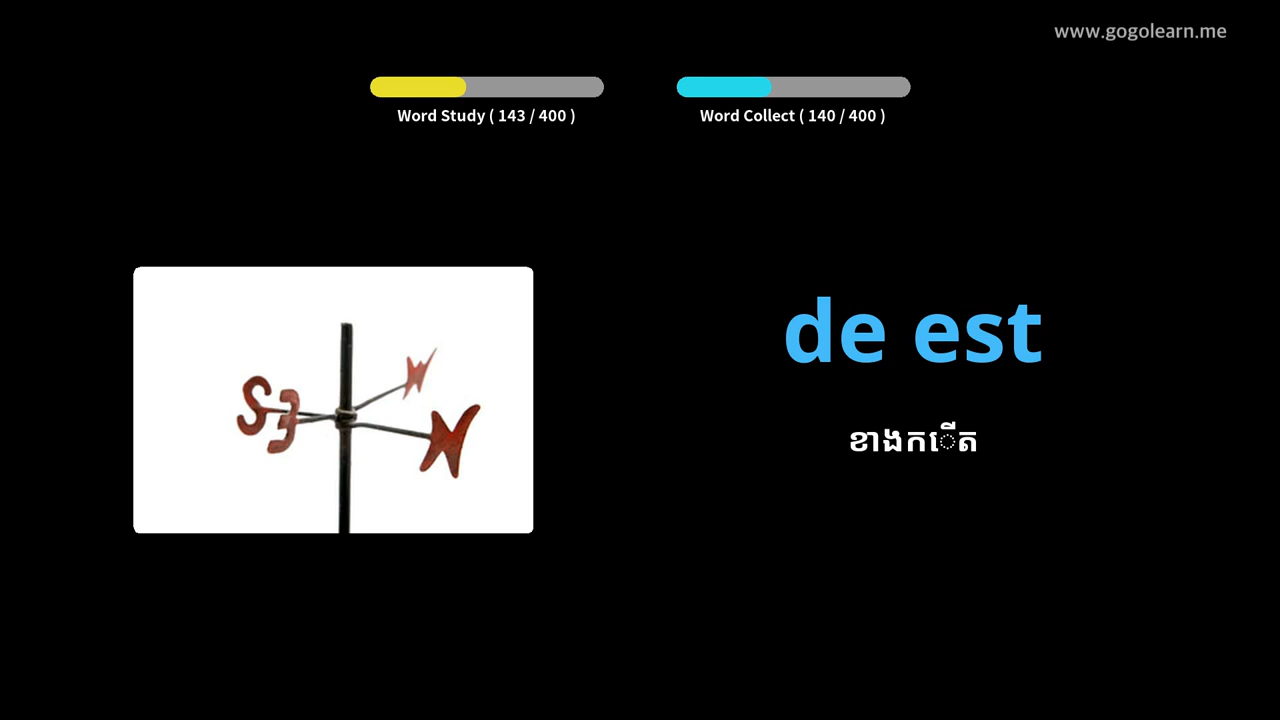 www.gogolearn.me
Word Study ( 143 / 400 )
Word Collect ( 140 / 400 )
S E N N
de est
ខាងកើត